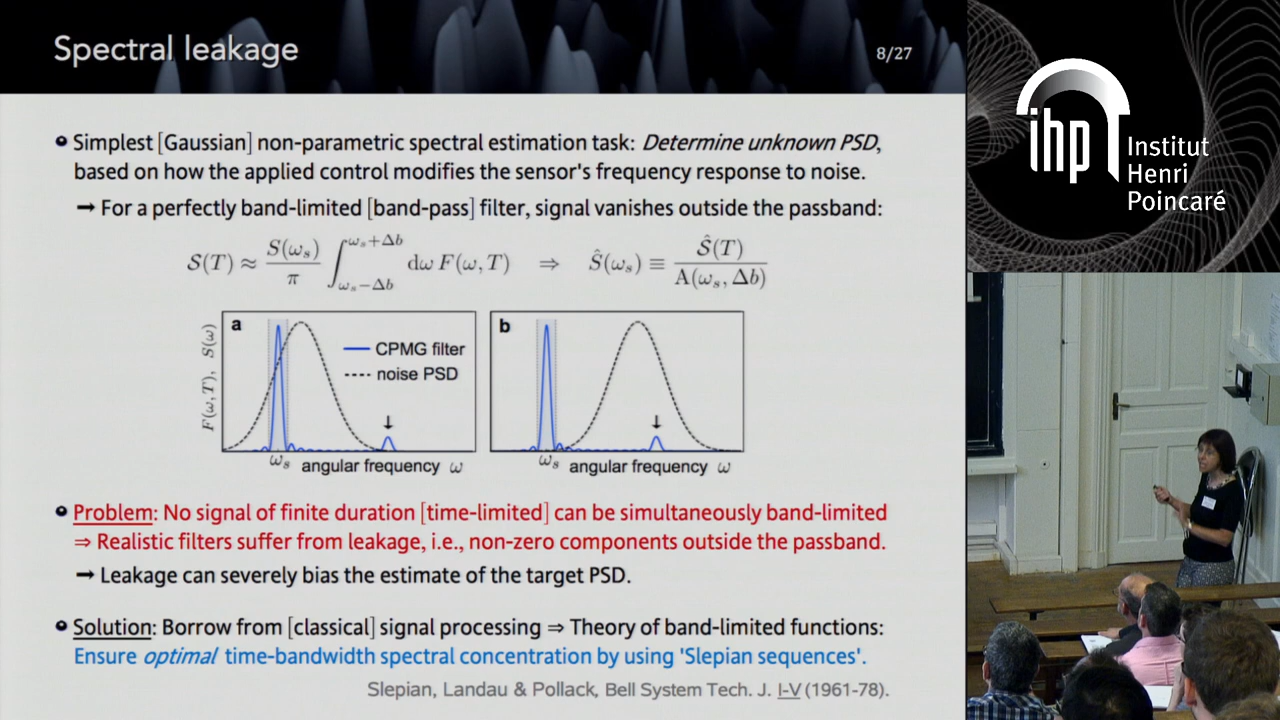 Spectral leakage
8/27
Simplest [Gaussian] non-parametric spectral estimation task: Determine unknown PSD,
based on how the applied control modifies the sensor's frequency response to noise.
→ For a perfectly band-limited [band-pass] filter, signal vanishes outside the passband:
S(T) ≈ S(ω_s)/π ∫_{ω_s−Δb}^{ω_s+Δb} dω F(ω,T) ⇒ Ŝ(ω_s) ≡ Ŝ(T)/A(ω_s, Δb)
F(ω,T), S(ω)
a
CPMG filter
noise PSD
ω_s angular frequency ω
b
ω_s angular frequency ω
Problem: No signal of finite duration [time-limited] can be simultaneously band-limited
⇒ Realistic filters suffer from leakage, i.e., non-zero components outside the passband.
→ Leakage can severely bias the estimate of the target PSD.
Solution: Borrow from [classical] signal processing ⇒ Theory of band-limited functions:
Ensure optimal time-bandwidth spectral concentration by using 'Slepian sequences'.
Slepian, Landau & Pollack, Bell System Tech. J. I-V (1961-78).
ihp
Institut
Henri
Poincaré